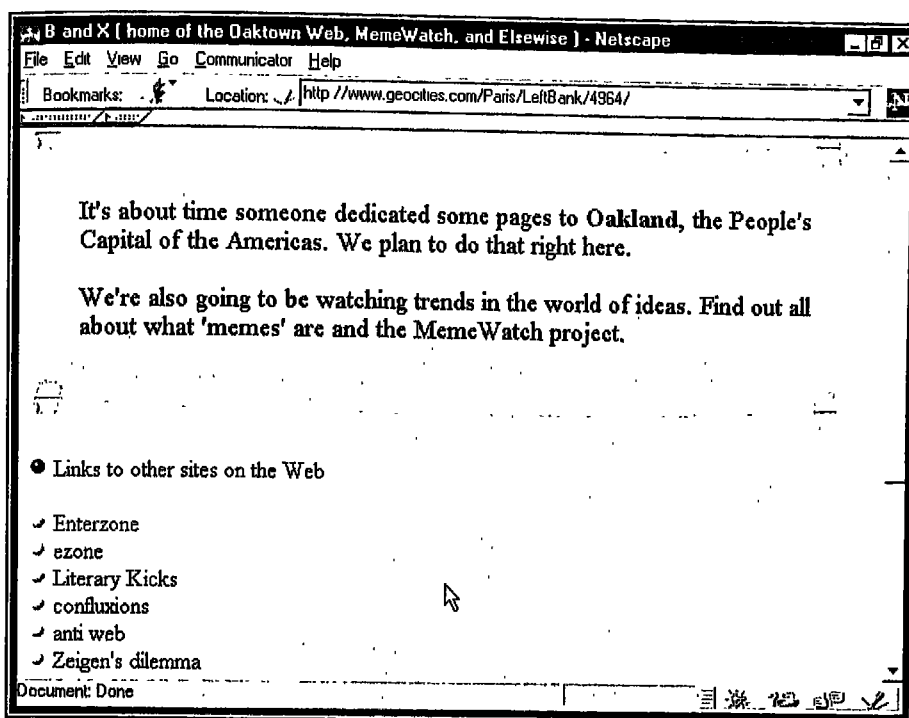 B and X ( home of the Oaktown Web, MemeWatch, and Elsewise ) - Netscape
File Edit View Go Communicator Help
Bookmarks: Location: http //www.geocities.com/Paris/LeftBank/4964/
It's about time someone dedicated some pages to Oakland, the People's
Capital of the Americas. We plan to do that right here.
We're also going to be watching trends in the world of ideas. Find out all
about what 'memes' are and the MemeWatch project.
Links to other sites on the Web
Enterzone
ezone
Literary Kicks
confluxions
anti web
Zeigen's dilemma
Document: Done